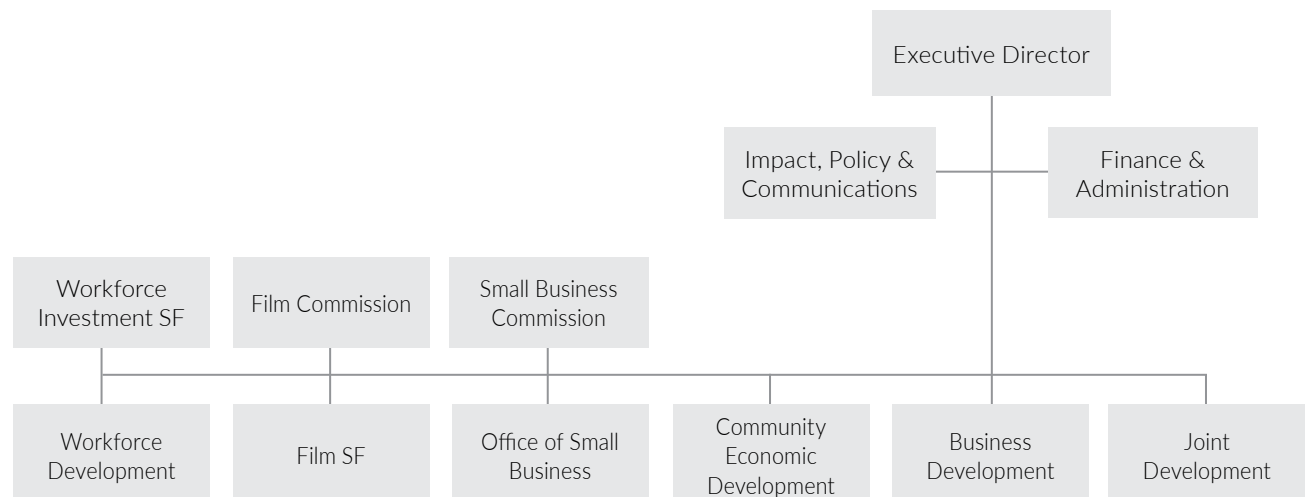 Executive Director
Impact, Policy &
Communications
Finance &
Administration
Workforce
Investment SF
Film Commission
Small Business
Commission
Workforce
Development
Film SF
Office of Small
Business
Community
Economic
Development
Business
Development
Joint
Development